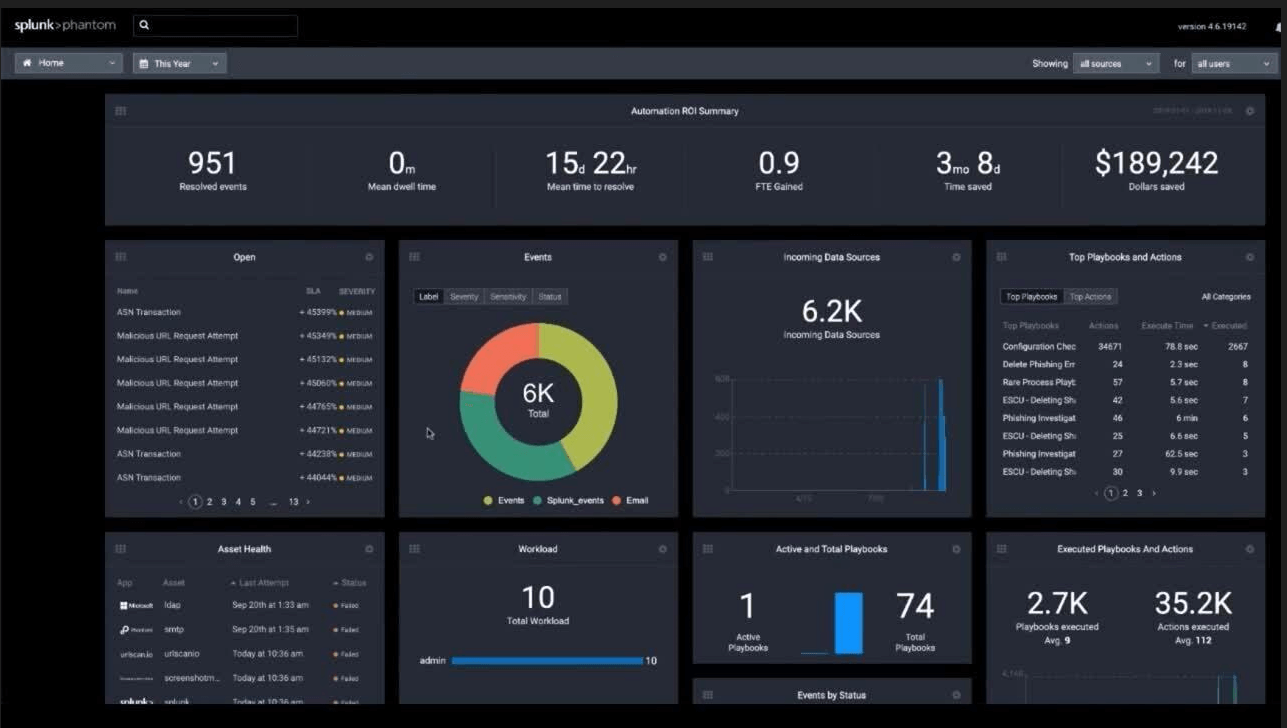 splunk>phantom
version 4.6.19142
Home
This Year
Showing all sources for all users
Automation ROI Summary
951
Resolved events
0m
Mean dwell time
15d 22hr
Mean time to resolve
0.9
FTE Gained
3mo 8d
Time saved
$189,242
Dollars saved
Open
Name SLA SEVERITY
ASN Transaction + 45399% MEDIUM
Malicious URL Request Attempt + 45349% MEDIUM
Malicious URL Request Attempt + 45132% MEDIUM
Malicious URL Request Attempt + 45060% MEDIUM
Malicious URL Request Attempt + 44765% MEDIUM
Malicious URL Request Attempt + 44721% MEDIUM
ASN Transaction + 44238% MEDIUM
ASN Transaction + 44044% MEDIUM
‹ 1 2 3 4 5 ... 13 ›
Events
Label Severity Sensitivity Status
6K
Total
Events Splunk_events Email
Incoming Data Sources
6.2K
Incoming Data Sources
400
Top Playbooks and Actions
Top Playbooks Top Actions All Categories
Top Playbooks Actions Execute Time Executed
Configuration Chec 34671 78.8 sec 2667
Delete Phishing Err 24 2.3 sec 8
Rare Process Playb 57 5.7 sec 8
ESCU - Deleting Sh 42 5.6 sec 7
Phishing Investigat 46 6 min 6
ESCU - Deleting Sh 25 6.6 sec 5
Phishing Investigat 27 62.5 sec 3
ESCU - Deleting Sh 30 9.9 sec 3
‹ 1 2 3 ›
Asset Health
App Asset Last Attempt Status
Microsoft ldap Sep 20th at 1:33 am Failed
Phantom smtp Sep 20th at 1:35 am Failed
urlscan.io urlscanio Today at 10:36 am Failed
screenshotm... Today at 10:36 am Failed
splunk> splunk Today at 10:36 am Failed
Workload
10
Total Workload
admin 10
Active and Total Playbooks
1
Active
Playbooks
74
Total
Playbooks
Events by Status
Executed Playbooks And Actions
2.7K
Playbooks executed
Avg. 9
35.2K
Actions executed
Avg. 112